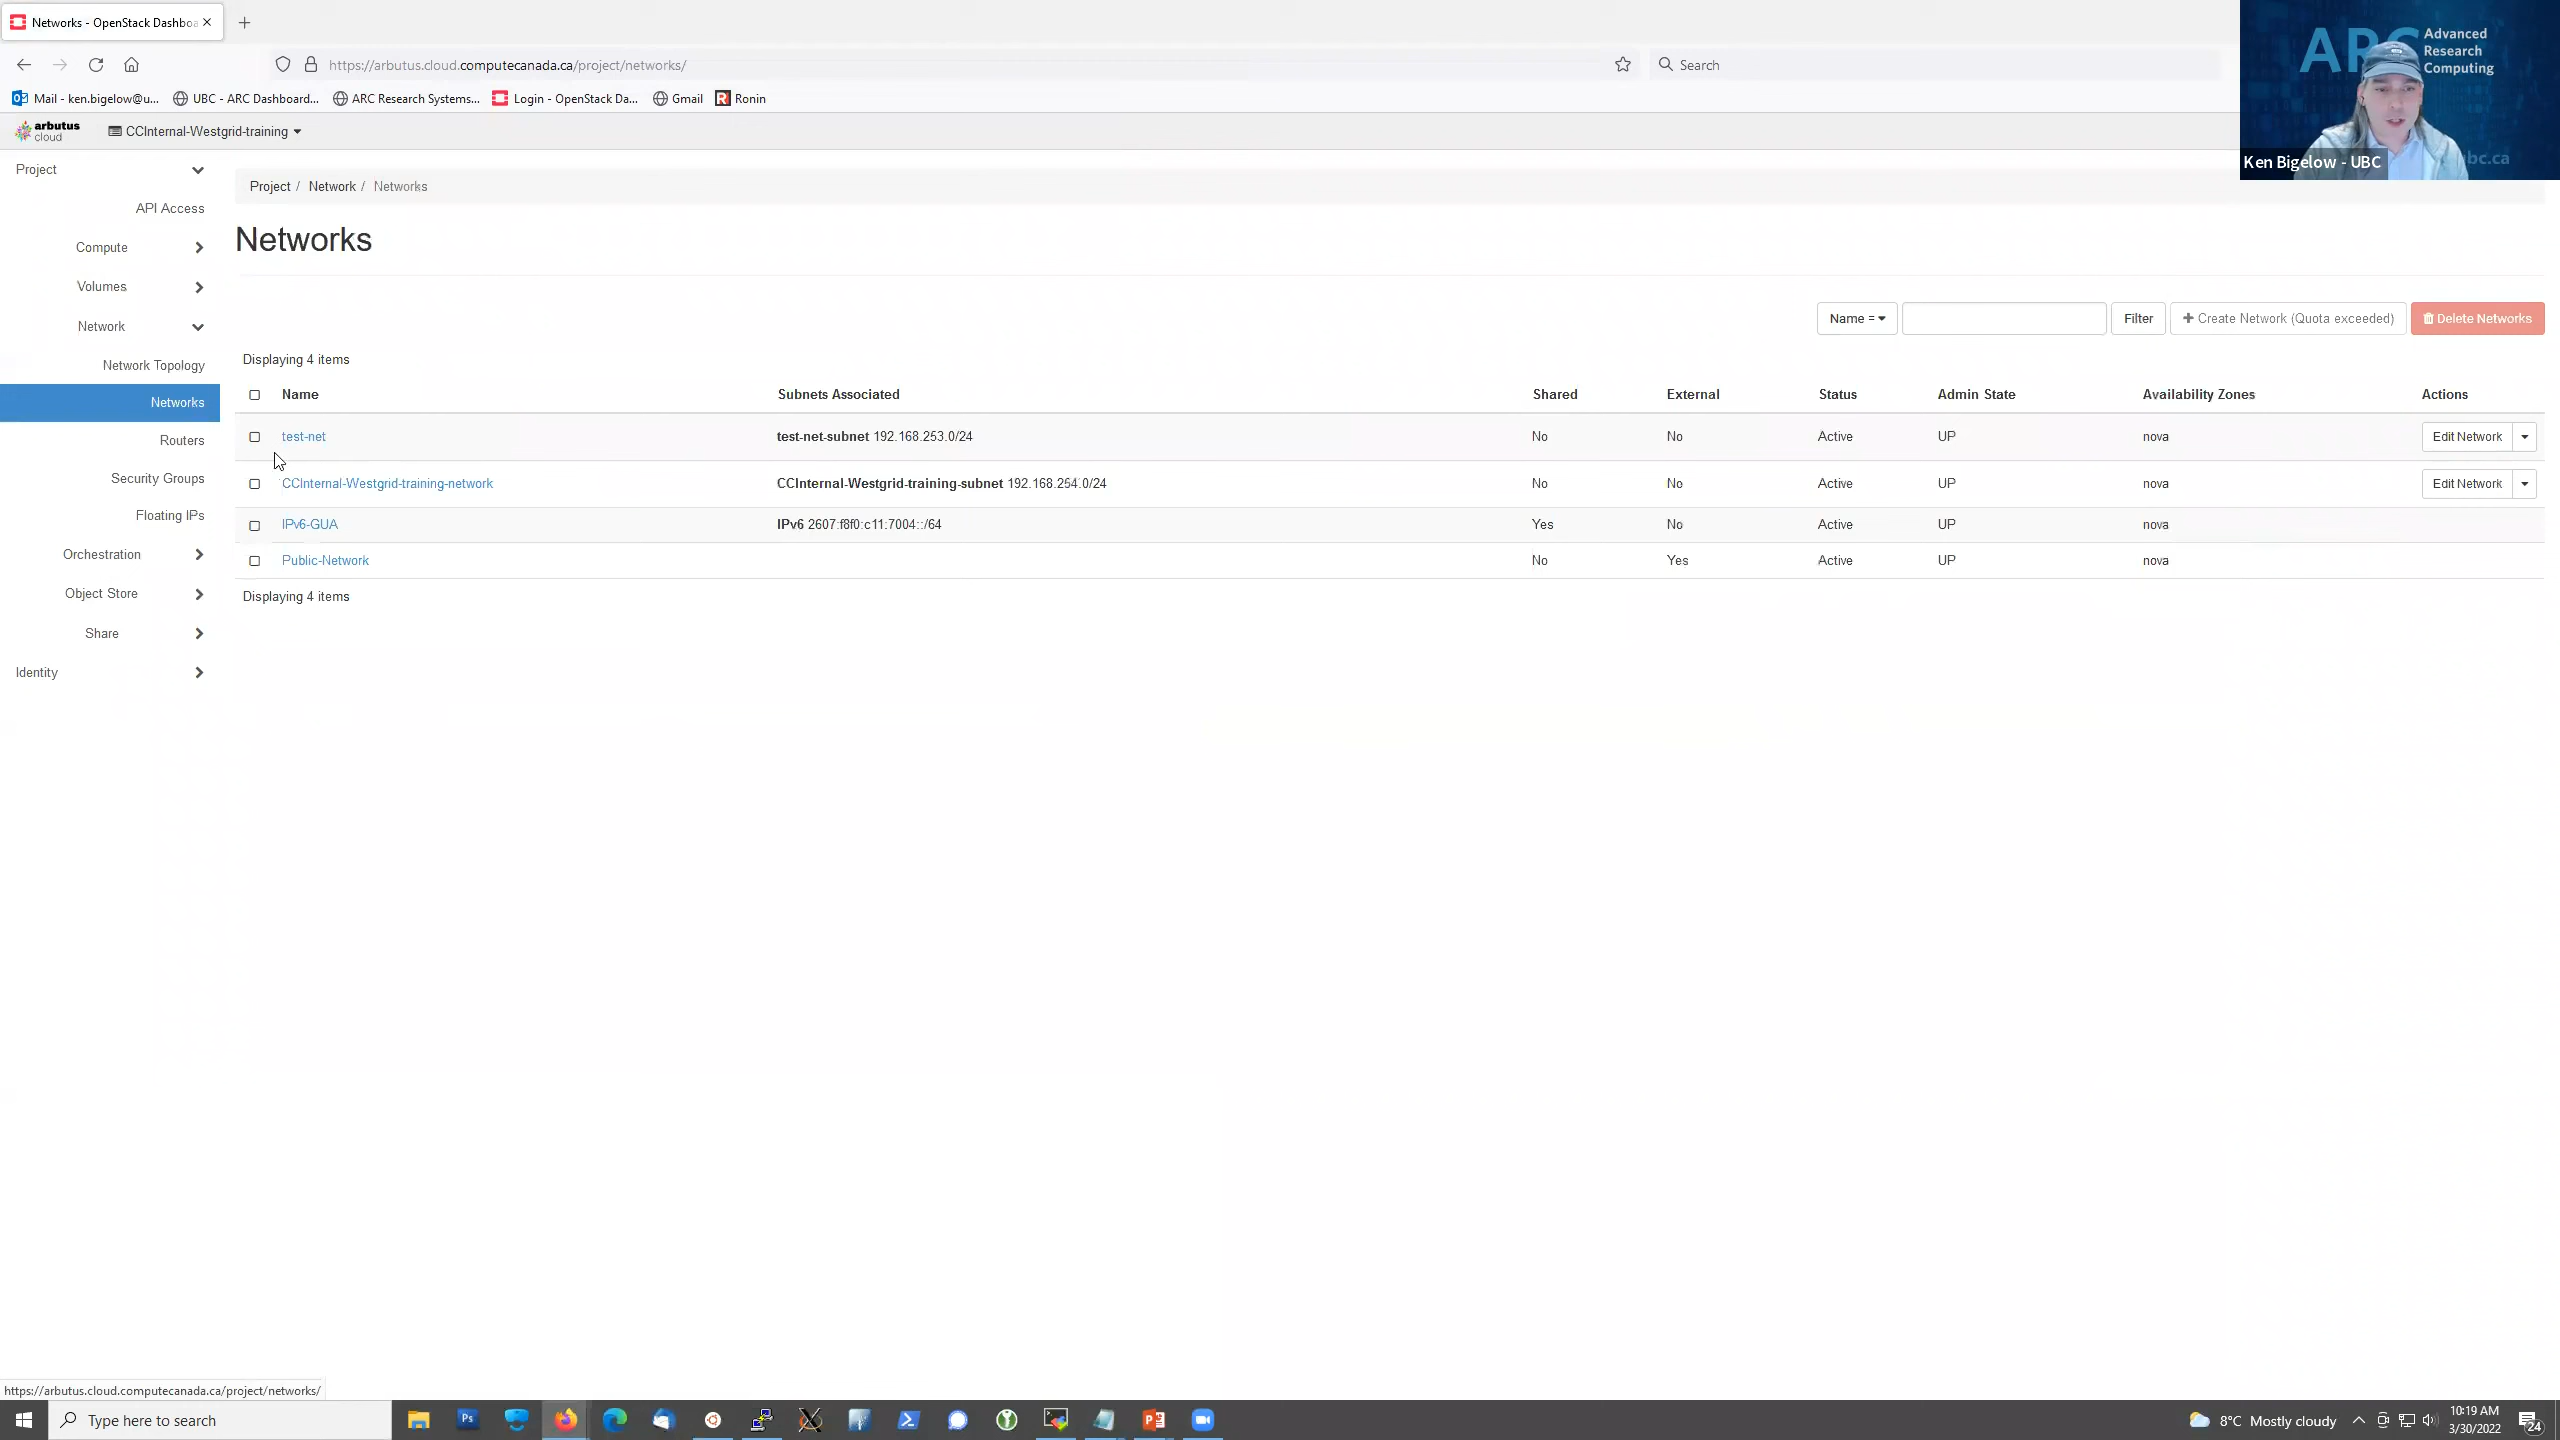 Networks - OpenStack Dashboa
https://arbutus.cloud.computecanada.ca/project/networks/
Search
Mail - ken.bigelow@u...
UBC - ARC Dashboard...
ARC Research Systems...
Login - OpenStack Da...
Gmail
Ronin
ARC Advanced Research Computing
ubc.ca
Ken Bigelow - UBC
arbutus cloud
CCInternal-Westgrid-training
Project
API Access
Compute
Volumes
Network
Network Topology
Networks
Routers
Security Groups
Floating IPs
Orchestration
Object Store
Share
Identity
Project / Network / Networks
Networks
Name =
Filter
+ Create Network (Quota exceeded)
Delete Networks
Displaying 4 items
Name Subnets Associated Shared External Status Admin State Availability Zones Actions
test-net test-net-subnet 192.168.253.0/24 No No Active UP nova Edit Network
CCInternal-Westgrid-training-network CCInternal-Westgrid-training-subnet 192.168.254.0/24 No No Active UP nova Edit Network
IPv6-GUA IPv6 2607:f8f0:c11:7004::/64 Yes No Active UP nova
Public-Network No Yes Active UP nova
Displaying 4 items
https://arbutus.cloud.computecanada.ca/project/networks/
Type here to search
Ps
8°C Mostly cloudy
10:19 AM
3/30/2022
24